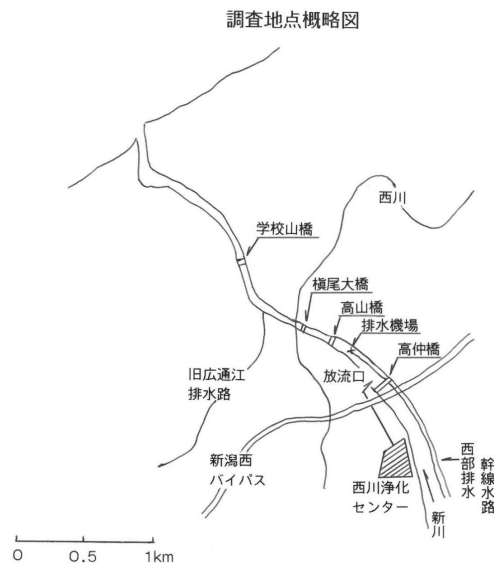 調査地点概略図
西川
学校山橋
槇尾大橋
高山橋
排水機場
高仲橋
放流口
旧広通江
排水路
新潟西
バイパス
西川浄化
センター
西部排水
幹線水路
新川
0 0.5 1km